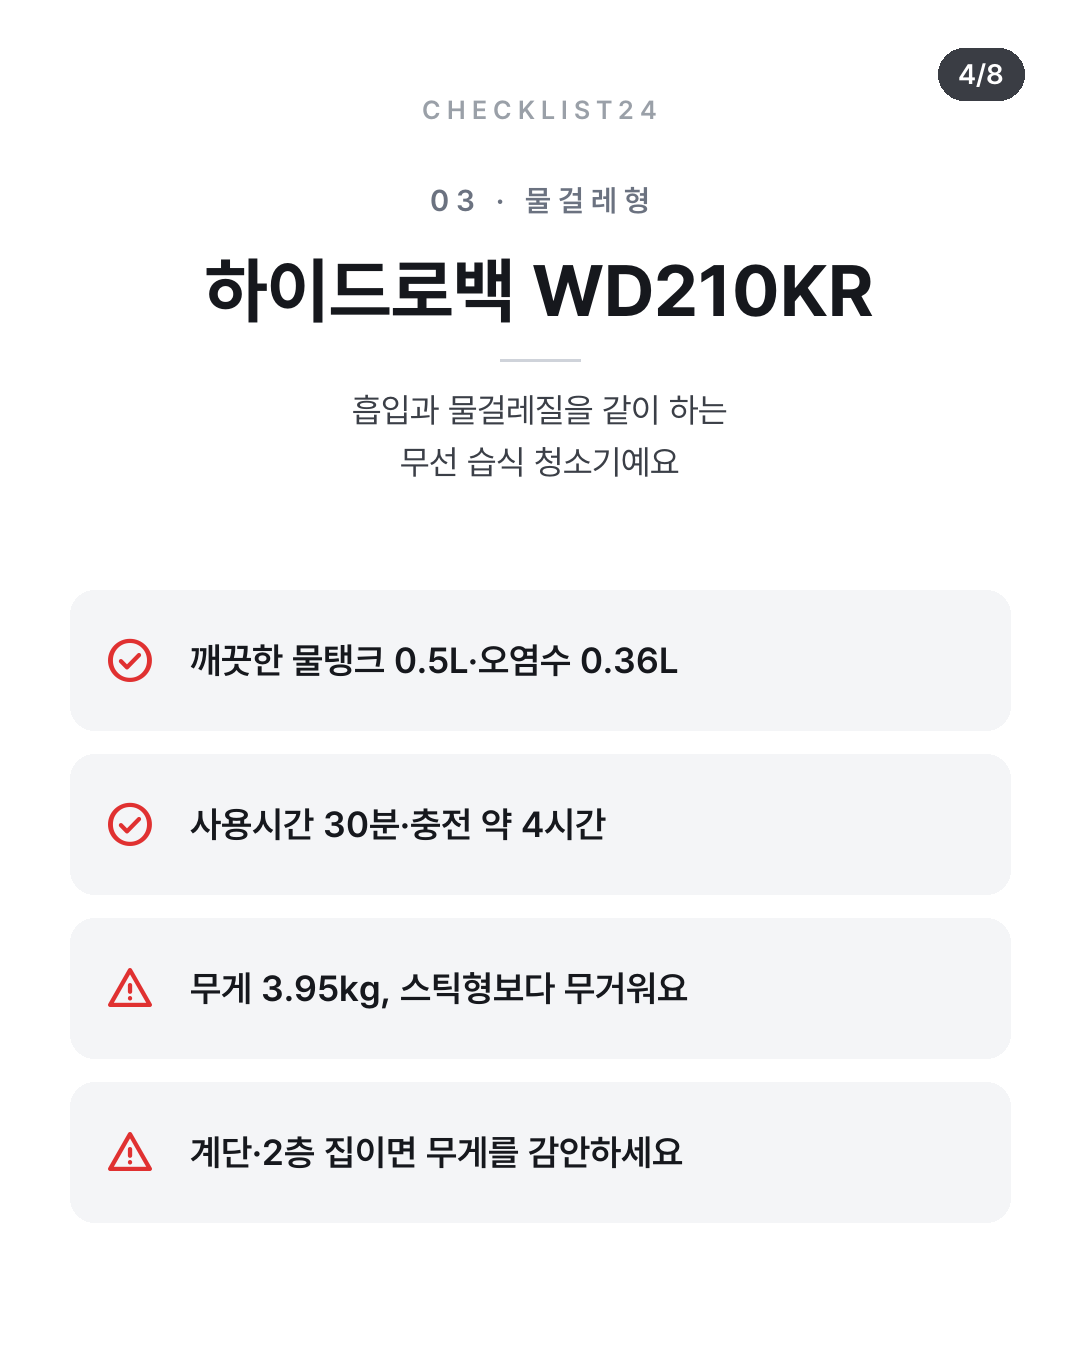 4/8
CHECKLIST24
03 · 물걸레형
하이드로백 WD210KR
흡입과 물걸레질을 같이 하는
무선 습식 청소기예요
깨끗한 물탱크 0.5L·오염수 0.36L
사용시간 30분·충전 약 4시간
무게 3.95kg, 스틱형보다 무거워요
계단·2층 집이면 무게를 감안하세요